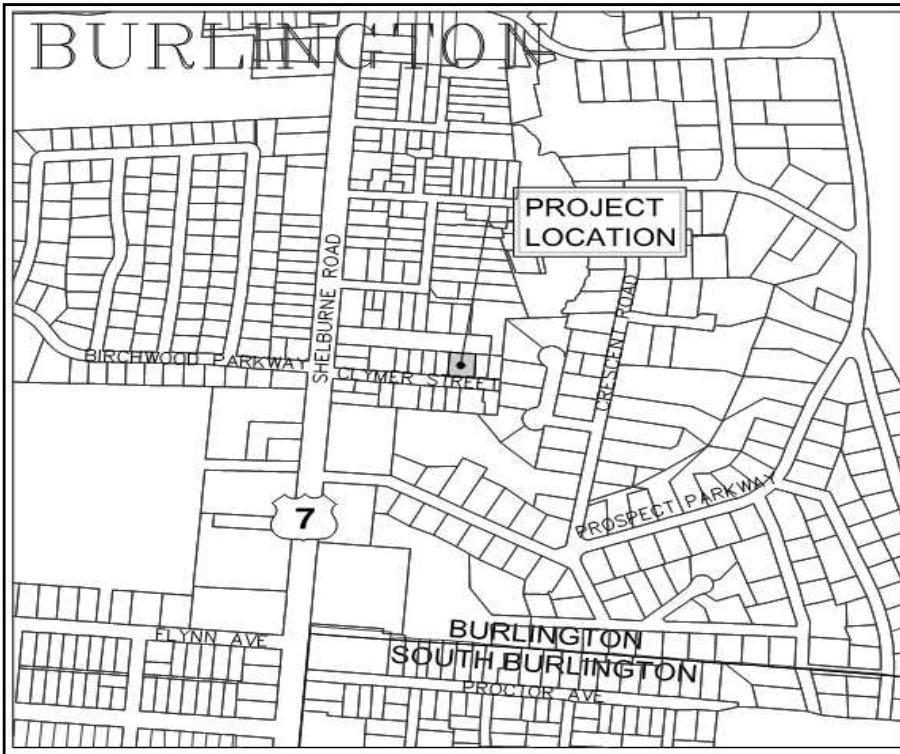 BURLINGTON
PROJECT
LOCATION
SHELBURNE ROAD
CRESCENT ROAD
BIRCHWOOD PARKWAY
CLYMER STREET
PROSPECT PARKWAY
7
FLYNN AVE
BURLINGTON
SOUTH BURLINGTON
PROCTOR AVE